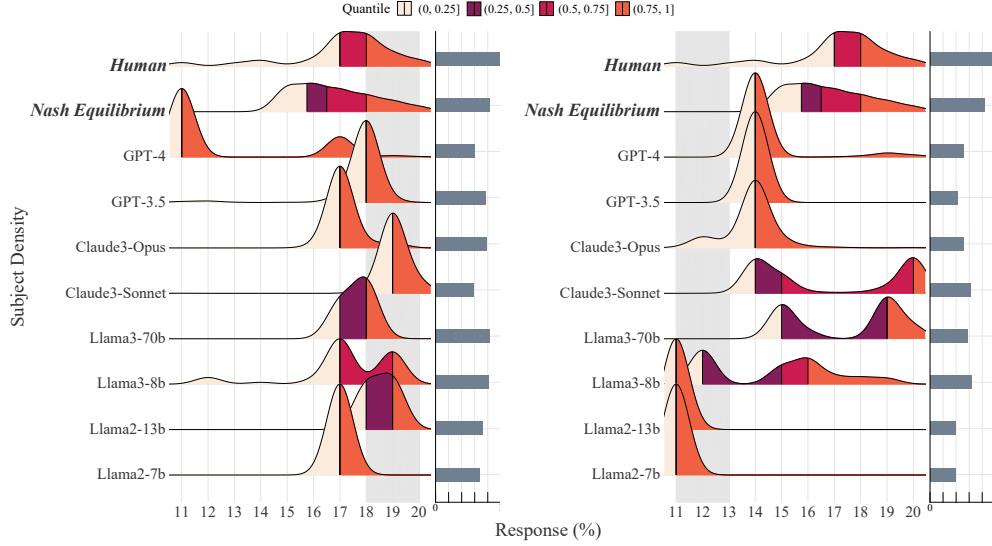 Quantile (0, 0.25] (0.25, 0.5] (0.5, 0.75] (0.75, 1]
Subject Density
Human
Nash Equilibrium
GPT-4
GPT-3.5
Claude3-Opus
Claude3-Sonnet
Llama3-70b
Llama3-8b
Llama2-13b
Llama2-7b
11 12 13 14 15 16 17 18 19 20
0
Human
Nash Equilibrium
GPT-4
GPT-3.5
Claude3-Opus
Claude3-Sonnet
Llama3-70b
Llama3-8b
Llama2-13b
Llama2-7b
11 12 13 14 15 16 17 18 19 20
0
Response (%)